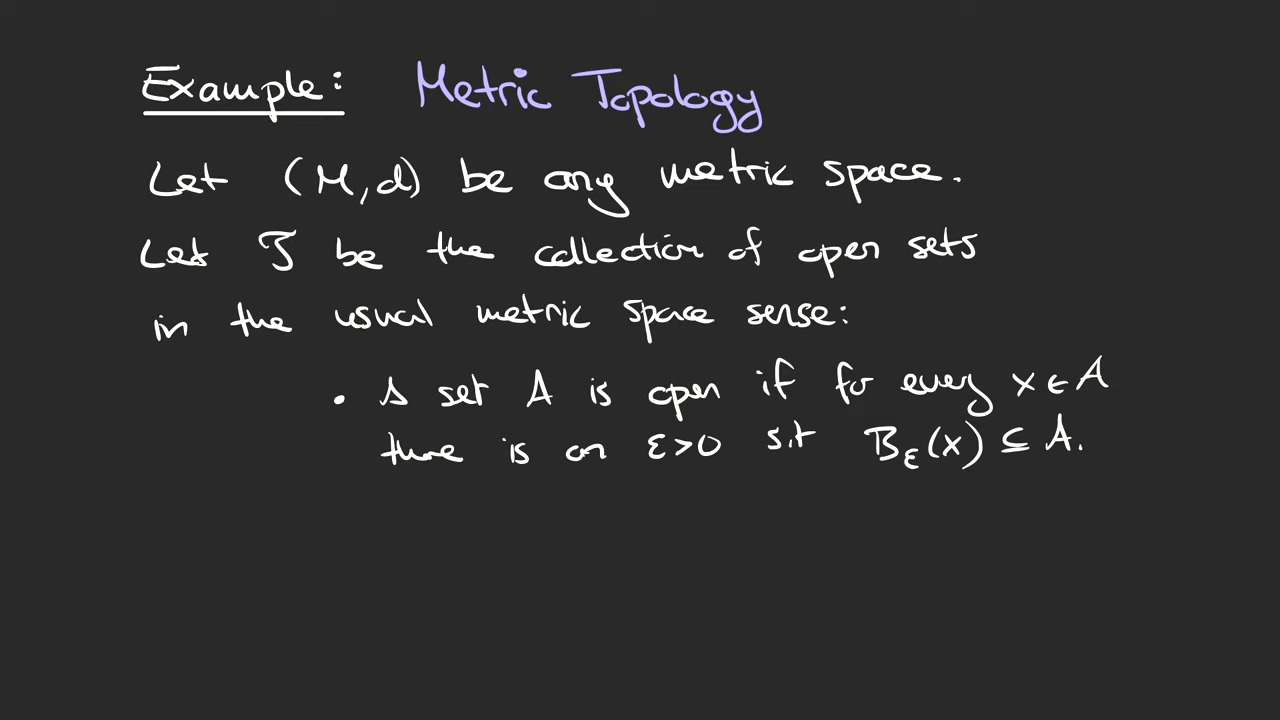 Example: Metric Topology
Let (M,d) be any metric space.
Let 𝒯 be the collection of open sets
in the usual metric space sense:
• A set A is open if for every x ∈ A
there is an ε>0 s.t B_ε(x) ⊆ A.